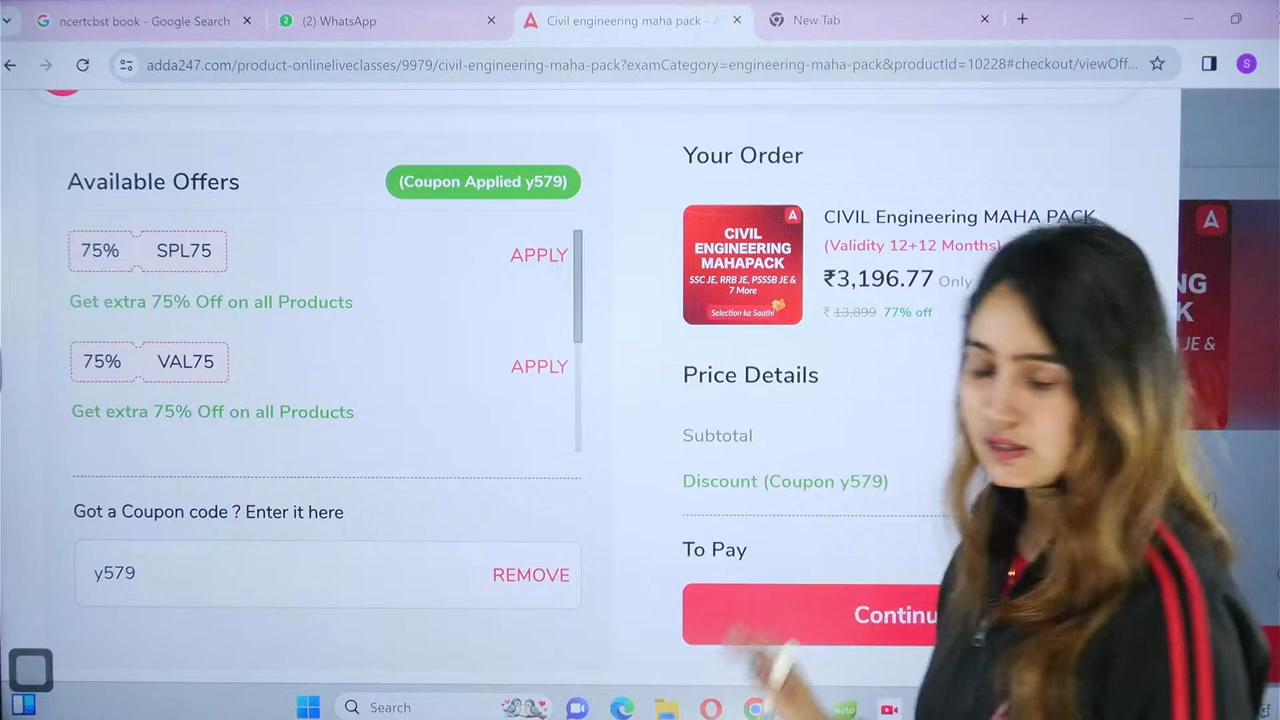 ncertcbst book - Google Search
2
(2) WhatsApp
Civil engineering maha pack - A
New Tab
adda247.com/product-onlineliveclasses/9979/civil-engineering-maha-pack?examCategory=engineering-maha-pack&productId=10228#checkout/viewOff...
S
Available Offers
(Coupon Applied y579)
75% SPL75
APPLY
Get extra 75% Off on all Products
75% VAL75
APPLY
Get extra 75% Off on all Products
Got a Coupon code ? Enter it here
y579
REMOVE
Your Order
A
CIVIL
ENGINEERING
MAHAPACK
SSC JE, RRB JE, PSSSB JE &
7 More
Selection ka Saathi
CIVIL Engineering MAHA PACK
(Validity 12+12 Months)
₹3,196.77 Only
₹ 13,899 77% off
Price Details
Subtotal
Discount (Coupon y579)
To Pay
Continu
A
NG
K
JE &
Search